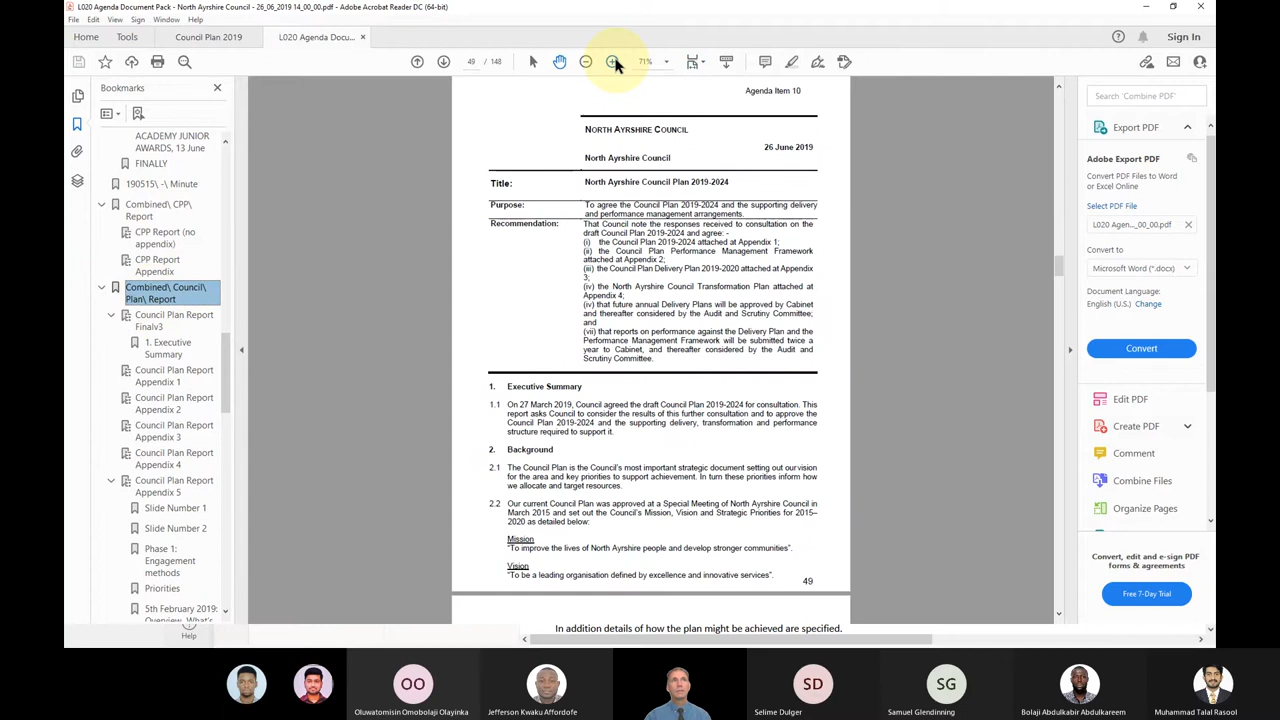 L020 Agenda Document Pack - North Ayrshire Council - 26_06_2019 14_00_00.pdf - Adobe Acrobat Reader DC (64-bit)
File Edit View Sign Window Help
Home Tools Council Plan 2019 L020 Agenda Docu... × Sign In
49 / 148 71%
Bookmarks
ACADEMY JUNIOR
AWARDS, 13 June
FINALLY
190515\ -\ Minute
Combined\ CPP\
Report
CPP Report (no
appendix)
CPP Report
Appendix
Combined\ Council\
Plan\ Report
Council Plan Report
Finalv3
1. Executive
Summary
Council Plan Report
Appendix 1
Council Plan Report
Appendix 2
Council Plan Report
Appendix 3
Council Plan Report
Appendix 4
Council Plan Report
Appendix 5
Slide Number 1
Slide Number 2
Phase 1:
Engagement
methods
Priorities
5th February 2019:
Overview. What's
Help
Agenda Item 10
NORTH AYRSHIRE COUNCIL
26 June 2019
North Ayrshire Council
Title: North Ayrshire Council Plan 2019-2024
Purpose: To agree the Council Plan 2019-2024 and the supporting delivery
and performance management arrangements.
Recommendation: That Council note the responses received to consultation on the
draft Council Plan 2019-2024 and agree: -
(i) the Council Plan 2019-2024 attached at Appendix 1;
(ii) the Council Plan Performance Management Framework
attached at Appendix 2;
(iii) the Council Plan Delivery Plan 2019-2020 attached at Appendix
3;
(iv) the North Ayrshire Council Transformation Plan attached at
Appendix 4;
(iv) that future annual Delivery Plans will be approved by Cabinet
and thereafter considered by the Audit and Scrutiny Committee;
and
(vii) that reports on performance against the Delivery Plan and the
Performance Management Framework will be submitted twice a
year to Cabinet, and thereafter considered by the Audit and
Scrutiny Committee.
1. Executive Summary
1.1 On 27 March 2019, Council agreed the draft Council Plan 2019-2024 for consultation. This
report asks Council to consider the results of this further consultation and to approve the
Council Plan 2019-2024 and the supporting delivery, transformation and performance
structure required to support it.
2. Background
2.1 The Council Plan is the Council's most important strategic document setting out our vision
for the area and key priorities to support achievement. In turn these priorities inform how
we allocate and target resources.
2.2 Our current Council Plan was approved at a Special Meeting of North Ayrshire Council in
March 2015 and set out the Council's Mission, Vision and Strategic Priorities for 2015–
2020 as detailed below:
Mission
“To improve the lives of North Ayrshire people and develop stronger communities”.
Vision
“To be a leading organisation defined by excellence and innovative services”.
49
In addition details of how the plan might be achieved are specified.
Search 'Combine PDF'
Export PDF
Adobe Export PDF
Convert PDF Files to Word
or Excel Online
Select PDF File
L020 Agen..._00_00.pdf
Convert to
Microsoft Word (*.docx)
Document Language:
English (U.S.) Change
Convert
Edit PDF
Create PDF
Comment
Combine Files
Organize Pages
Convert, edit and e-sign PDF
forms & agreements
Free 7-Day Trial
OO SD SG
Oluwatomisin Omobolaji Olayinka Jefferson Kwaku Affordofe Selime Dulger Samuel Glendinning Bolaji Abdulkabir Abdulkareem Muhammad Talal Rasool